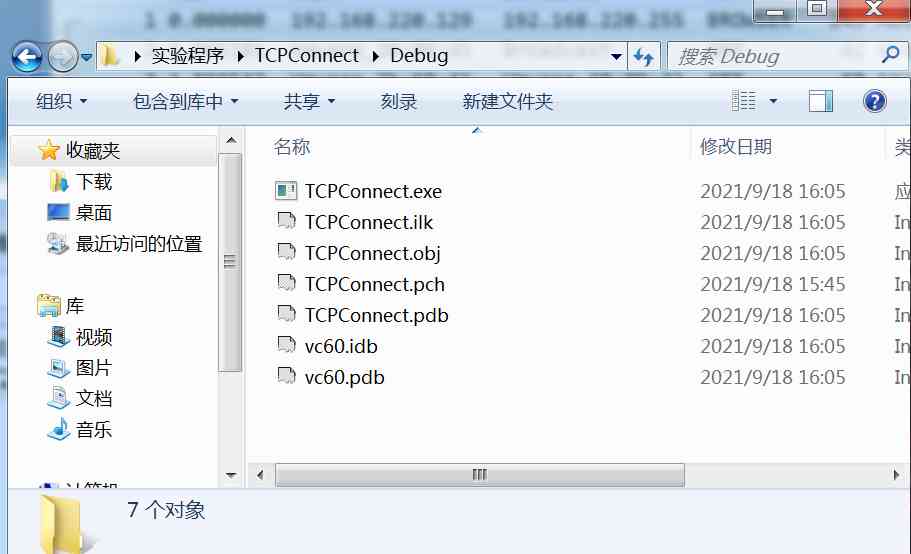 1 0.000000 192.168.220.129 192.168.220.255 BROW
实验程序 TCPConnect Debug 搜索 Debug
组织 包含到库中 共享 刻录 新建文件夹
收藏夹
下载
桌面
最近访问的位置
库
视频
图片
文档
音乐
计算机
名称 修改日期 类
TCPConnect.exe 2021/9/18 16:05 应
TCPConnect.ilk 2021/9/18 16:05 In
TCPConnect.obj 2021/9/18 16:05 In
TCPConnect.pch 2021/9/18 15:45 In
TCPConnect.pdb 2021/9/18 16:05 In
vc60.idb 2021/9/18 16:05 In
vc60.pdb 2021/9/18 16:05 In
7 个对象